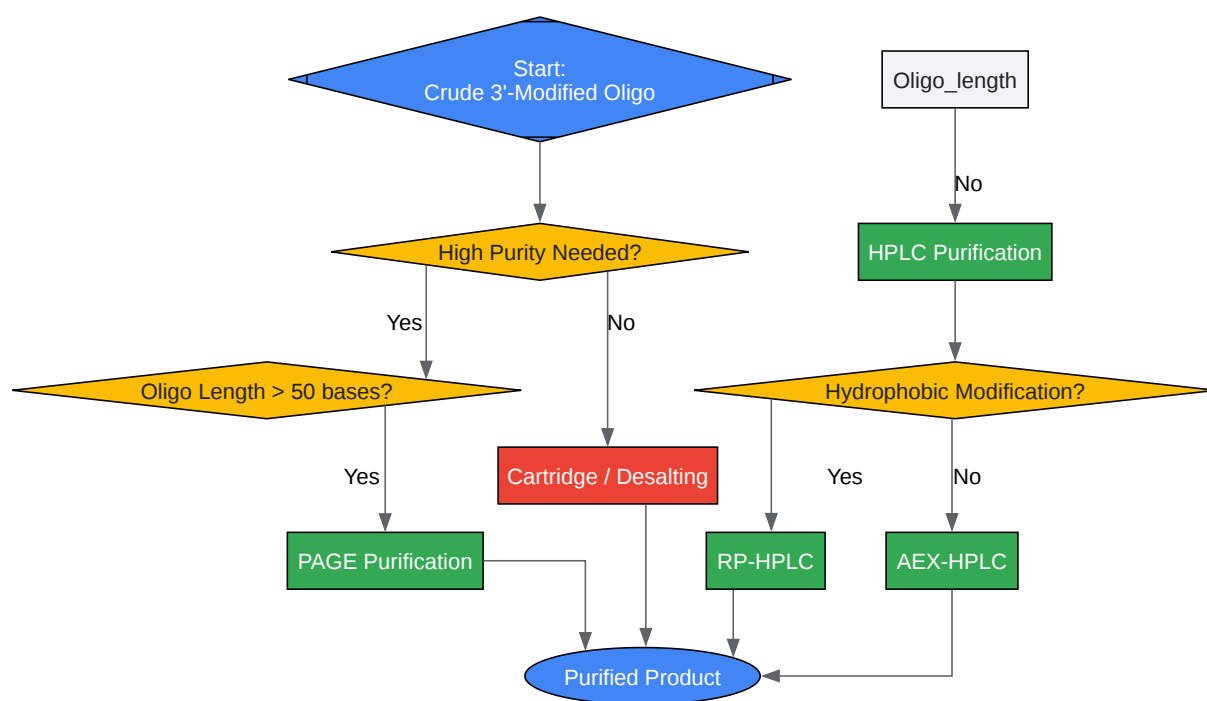 Start:
Crude 3'-Modified Oligo
Oligo_length
No
High Purity Needed?
HPLC Purification
Yes
No
Oligo Length > 50 bases?
Hydrophobic Modification?
Yes
Cartridge / Desalting
Yes
No
PAGE Purification
RP-HPLC
AEX-HPLC
Purified Product